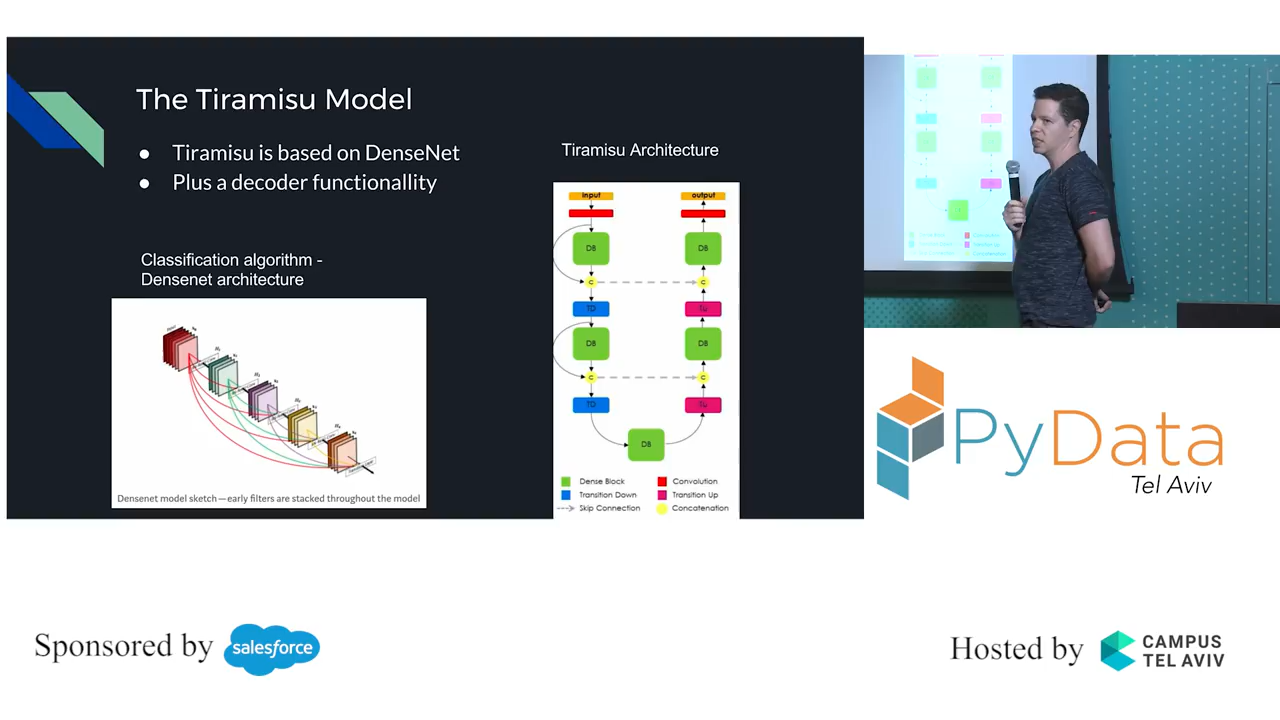 The Tiramisu Model
● Tiramisu is based on DenseNet
● Plus a decoder functionallity
Classification algorithm -
Densenet architecture
Densenet model sketch—early filters are stacked throughout the model
Tiramisu Architecture
input output
DB DB
C C
TD TU
DB DB
C C
TD TU
DB
Dense Block Convolution
Transition Down Transition Up
Skip Connection Concatenation
PyData
Tel Aviv
Sponsored by salesforce
Hosted by CAMPUS
TEL AVIV